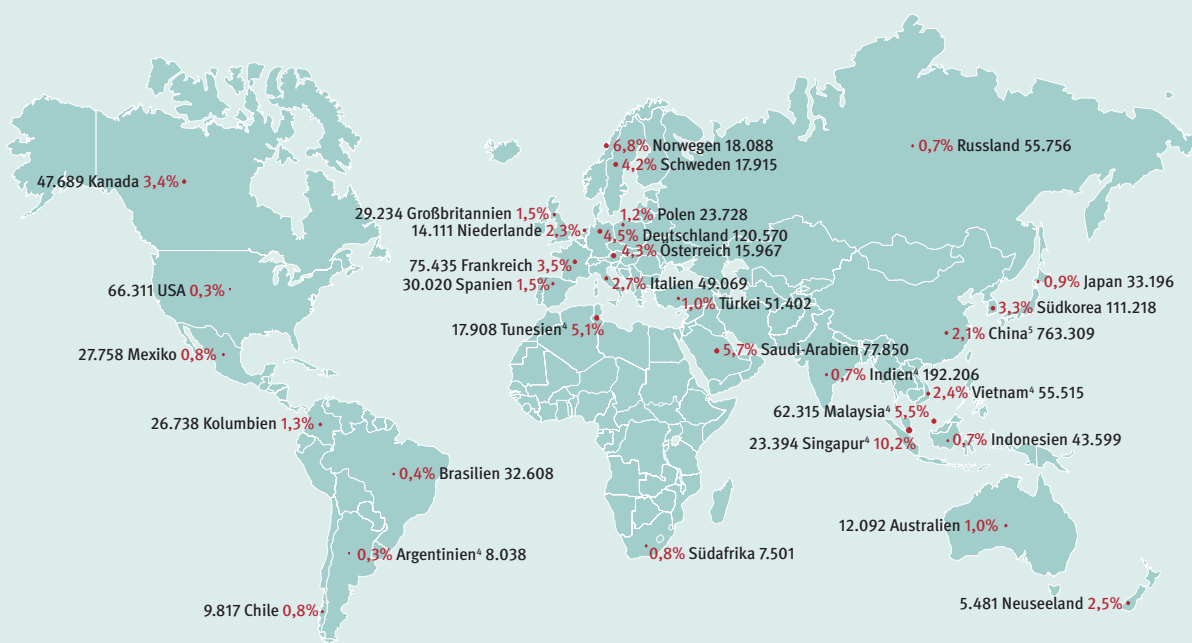 6,8% Norwegen 18.088
0,7% Russland 55.756
4,2% Schweden 17.915
47.689 Kanada 3,4%
29.234 Großbritannien 1,5%
1,2% Polen 23.728
14.111 Niederlande 2,3%
4,5% Deutschland 120.570
4,3% Österreich 15.967
75.435 Frankreich 3,5%
30.020 Spanien 1,5%
2,7% Italien 49.069
0,9% Japan 33.196
66.311 USA 0,3%
1,0% Türkei 51.402
3,3% Südkorea 111.218
17.908 Tunesien⁴ 5,1%
2,1% China⁵ 763.309
27.758 Mexiko 0,8%
5,7% Saudi-Arabien 77.850
0,7% Indien⁴ 192.206
2,4% Vietnam⁴ 55.515
62.315 Malaysia⁴ 5,5%
26.738 Kolumbien 1,3%
23.394 Singapur⁴ 10,2%
0,7% Indonesien 43.599
0,4% Brasilien 32.608
12.092 Australien 1,0%
0,3% Argentinien⁴ 8.038
0,8% Südafrika 7.501
9.817 Chile 0,8%
5.481 Neuseeland 2,5%